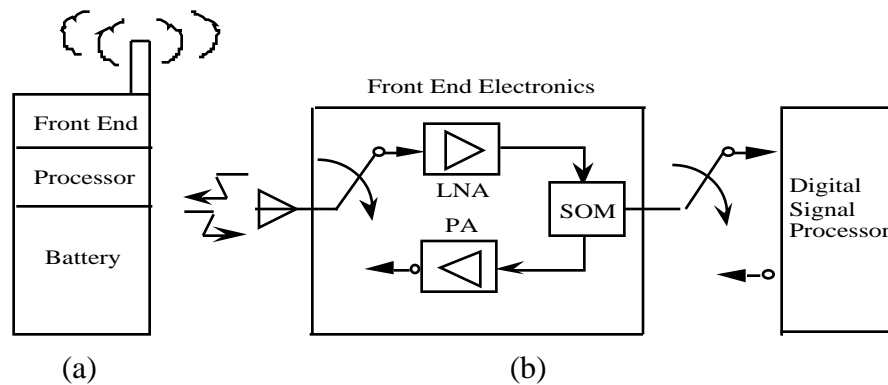 Front End
Processor
Battery
(a)
Front End Electronics
LNA
SOM
PA
Digital
Signal
Processor
(b)